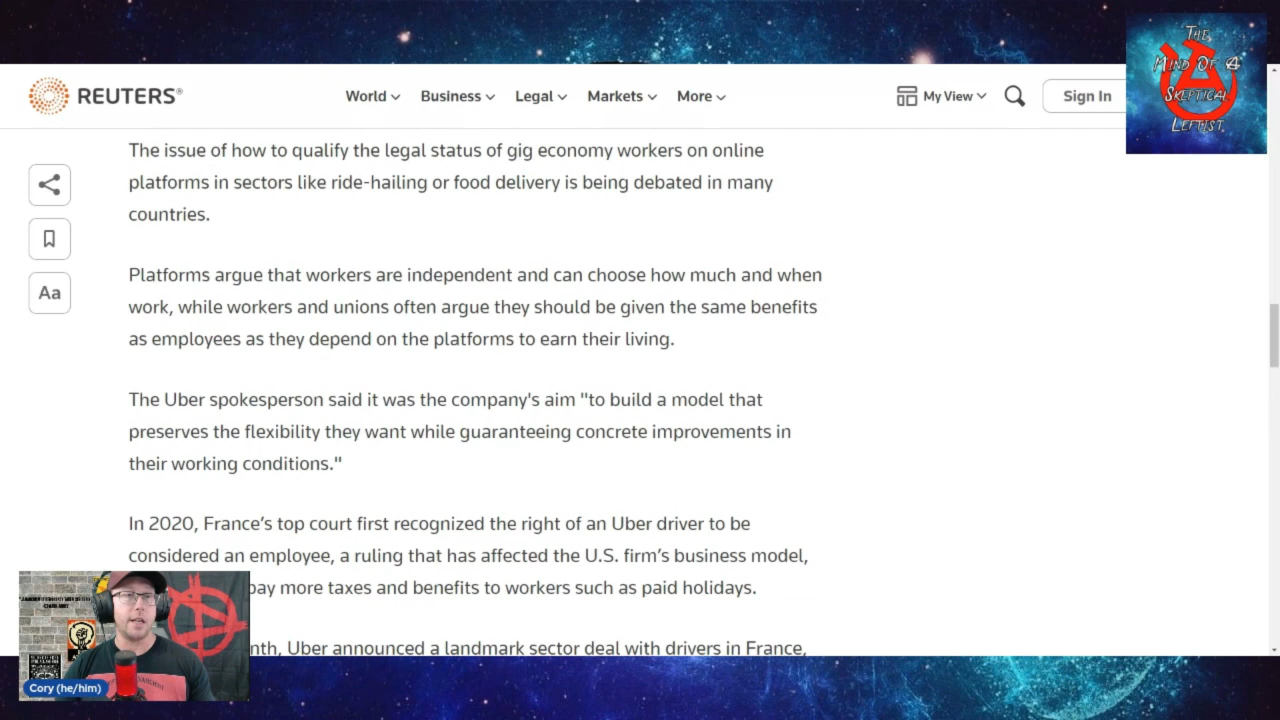 THE
MIND OF A
SKEPTICAL
LEFTIST
REUTERS®
World Business Legal Markets More My View Sign In
The issue of how to qualify the legal status of gig economy workers on online
platforms in sectors like ride-hailing or food delivery is being debated in many
countries.
Aa
Platforms argue that workers are independent and can choose how much and when
work, while workers and unions often argue they should be given the same benefits
as employees as they depend on the platforms to earn their living.
The Uber spokesperson said it was the company's aim "to build a model that
preserves the flexibility they want while guaranteeing concrete improvements in
their working conditions."
In 2020, France's top court first recognized the right of an Uber driver to be
considered an employee, a ruling that has affected the U.S. firm's business model,
pay more taxes and benefits to workers such as paid holidays.
nth, Uber announced a landmark sector deal with drivers in France,
Cory (he/him)